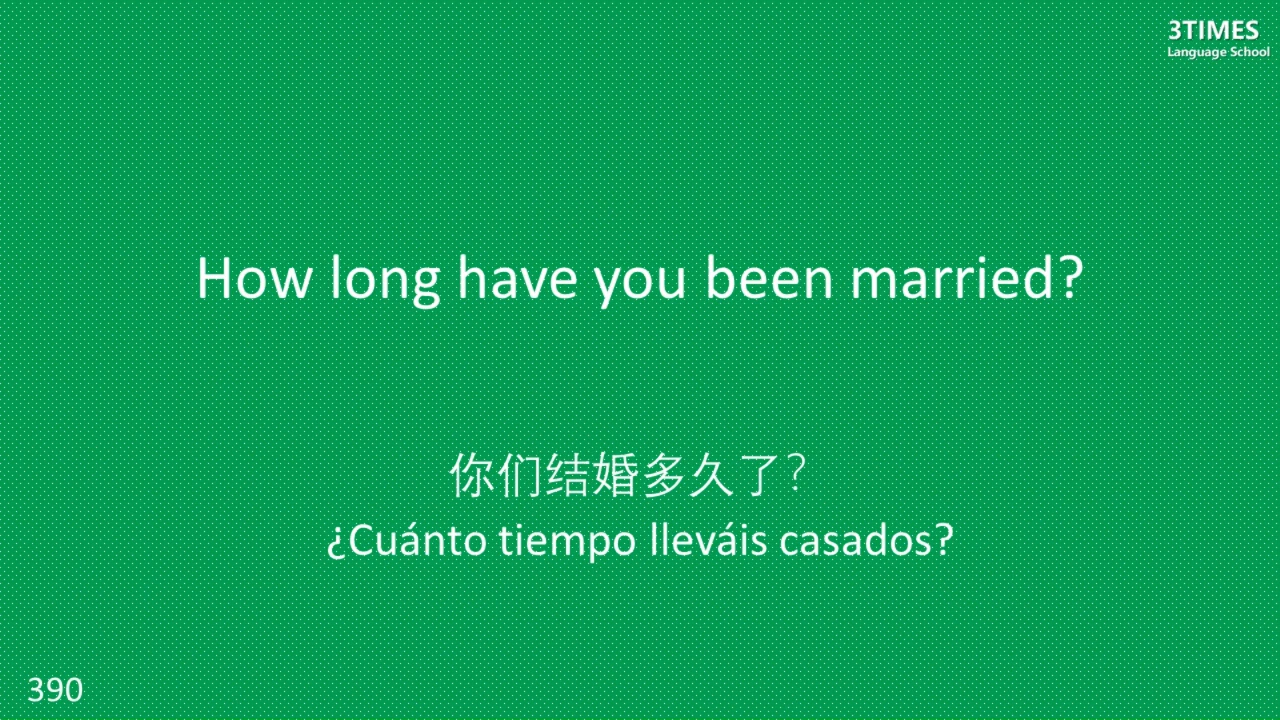 3TIMES
Language School
How long have you been married?
你们结婚多久了？
¿Cuánto tiempo lleváis casados?
390